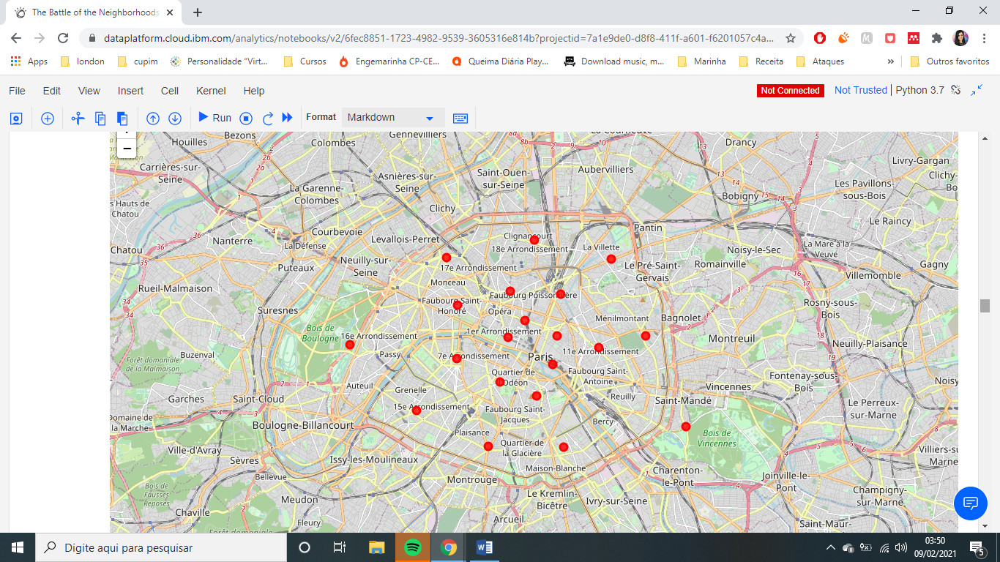 The Battle of the Neighborhoods
dataplatform.cloud.ibm.com/analytics/notebooks/v2/6fec8851-1723-4982-9539-3605316e814b?projectid=7a1e9de0-d8f8-411f-a601-f6201057c4a...
Apps london cupim Personalidade “Virt... Cursos Engemarinha CP-CE... Queima Diária Play... Download music, m... Marinha Receita Ataques » Outros favoritos
File Edit View Insert Cell Kernel Help Not Connected Not Trusted | Python 3.7
Run Format Markdown
−
Houilles
Bezons
Colombes
Gennevilliers
La Courneuve
Drancy
Livry-Gargan
Carrières-sur-
Seine
Asnières-sur-
Seine
Saint-Ouen-
sur-Seine
Aubervilliers
Les Pavillons-
sous-Bois
Clichy-
La Garenne-
Colombes
Clichy
Bobigny
s Hauts de
Chatou
Le Raincy
Nanterre
La Défense
Courbevoie
Levallois-Perret
Clignancourt
18e Arrondissement
La Villette
Pantin
Noisy-le-Sec
La Mare à la
Veuve
Chatou
Puteaux
Neuilly-sur-
Seine
17e Arrondissement
Monceau
Le Pré-Saint-
Gervais
Romainville
Gagny
Villemomble
Rueil-Malmaison
Suresnes
Faubourg Saint-
Honoré
Faubourg Poissonnière
Opéra
Ménilmontant
Bagnolet
Rosny-sous-
Bois
Bois de
Boulogne
16e Arrondissement
1er Arrondissement
Montreuil
Neuilly-Plaisance
Buzenval
Forêt domaniale
de la Malmaison
Passy
7e Arrondissement
Paris
11e Arrondissement
Quartier de
l'Odéon
Faubourg Saint-
Antoine
Fontenay-sous-
Bois
Noisy
Auteuil
Grenelle
Reuilly
Vincennes
Garches
Saint-Cloud
15e Arrondissement
Faubourg Saint-
Jacques
Saint-Mandé
Le Perreux-
sur-Marne
Domaine de
la Marche
Boulogne-Billancourt
Plaisance
Bercy
Bois de
Vincennes
Ville-d'Avray
Sèvres
Issy-les-Moulineaux
Quartier de
la Glacière
Maison-Blanche
Villiers-su
Marne
Bellevue
Montrouge
Charenton-
le-Pont
Joinville-le-
Pont
Bois de
Fausses
Reposes
Meudon
Le Kremlin-
Bicêtre
Ivry-sur-Seine
Champigny-
sur-Marne
Chaville
Fleury
Arcueil
Saint-Maur-
Forêt domaniale
Digite aqui para pesquisar
03:50
09/02/2021
5